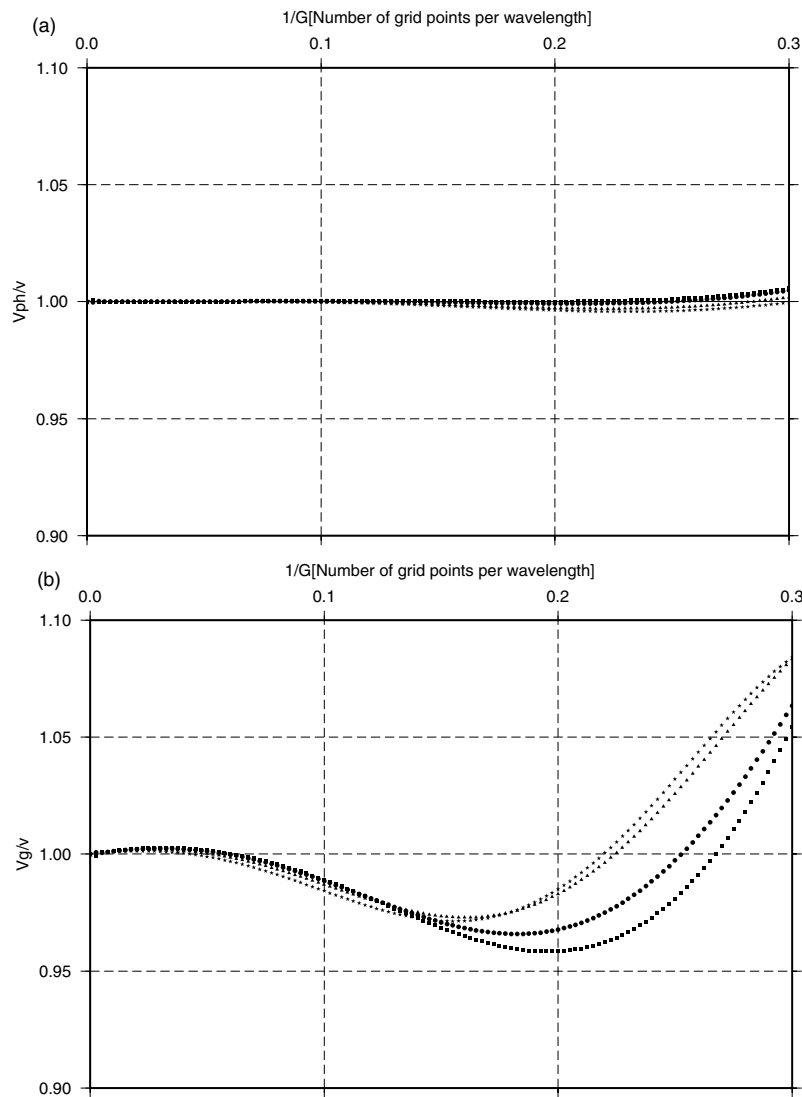 (a)
1/G[Number of grid points per wavelength]
0.0 0.1 0.2 0.3
1.10
1.05
1.00
0.95
0.90
Vph/v
(b)
1/G[Number of grid points per wavelength]
0.0 0.1 0.2 0.3
1.10
1.05
1.00
0.95
0.90
Vg/v